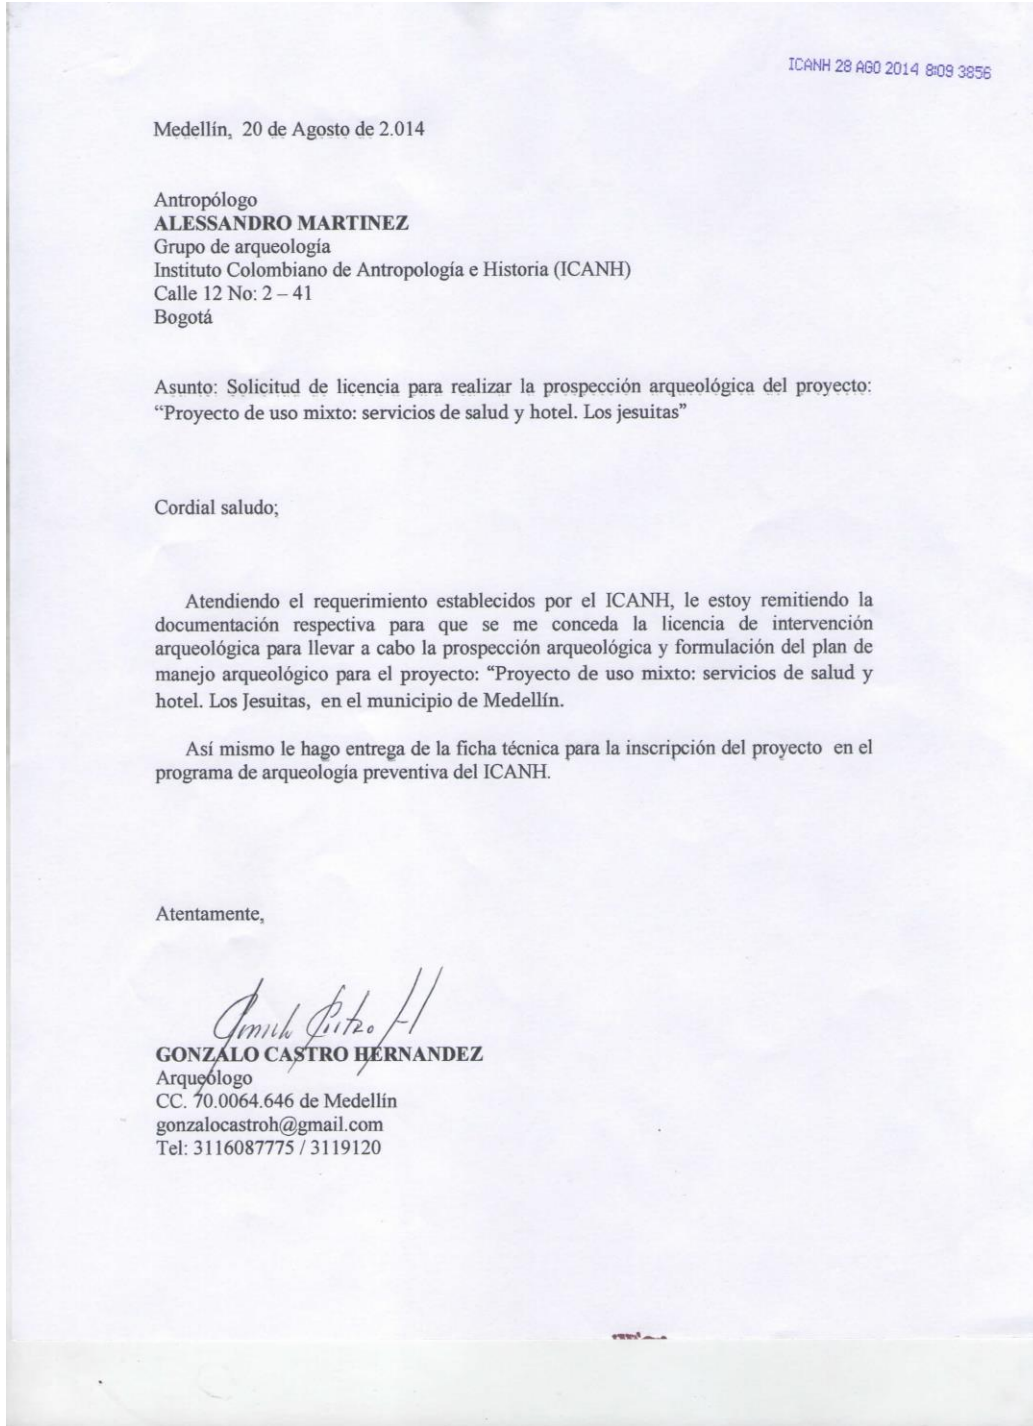 ICANH 28 AGO 2014 8:09 3856
Medellín, 20 de Agosto de 2.014
Antropólogo
ALESSANDRO MARTINEZ
Grupo de arqueología
Instituto Colombiano de Antropología e Historia (ICANH)
Calle 12 No: 2 – 41
Bogotá
Asunto: Solicitud de licencia para realizar la prospección arqueológica del proyecto:
“Proyecto de uso mixto: servicios de salud y hotel. Los jesuitas”
Cordial saludo;
Atendiendo el requerimiento establecidos por el ICANH, le estoy remitiendo la
documentación respectiva para que se me conceda la licencia de intervención
arqueológica para llevar a cabo la prospección arqueológica y formulación del plan de
manejo arqueológico para el proyecto: “Proyecto de uso mixto: servicios de salud y
hotel. Los Jesuitas, en el municipio de Medellín.
Así mismo le hago entrega de la ficha técnica para la inscripción del proyecto en el
programa de arqueología preventiva del ICANH.
Atentamente,
GONZALO CASTRO HERNANDEZ
Arqueólogo
CC. 70.0064.646 de Medellín
gonzalocastroh@gmail.com
Tel: 3116087775 / 3119120